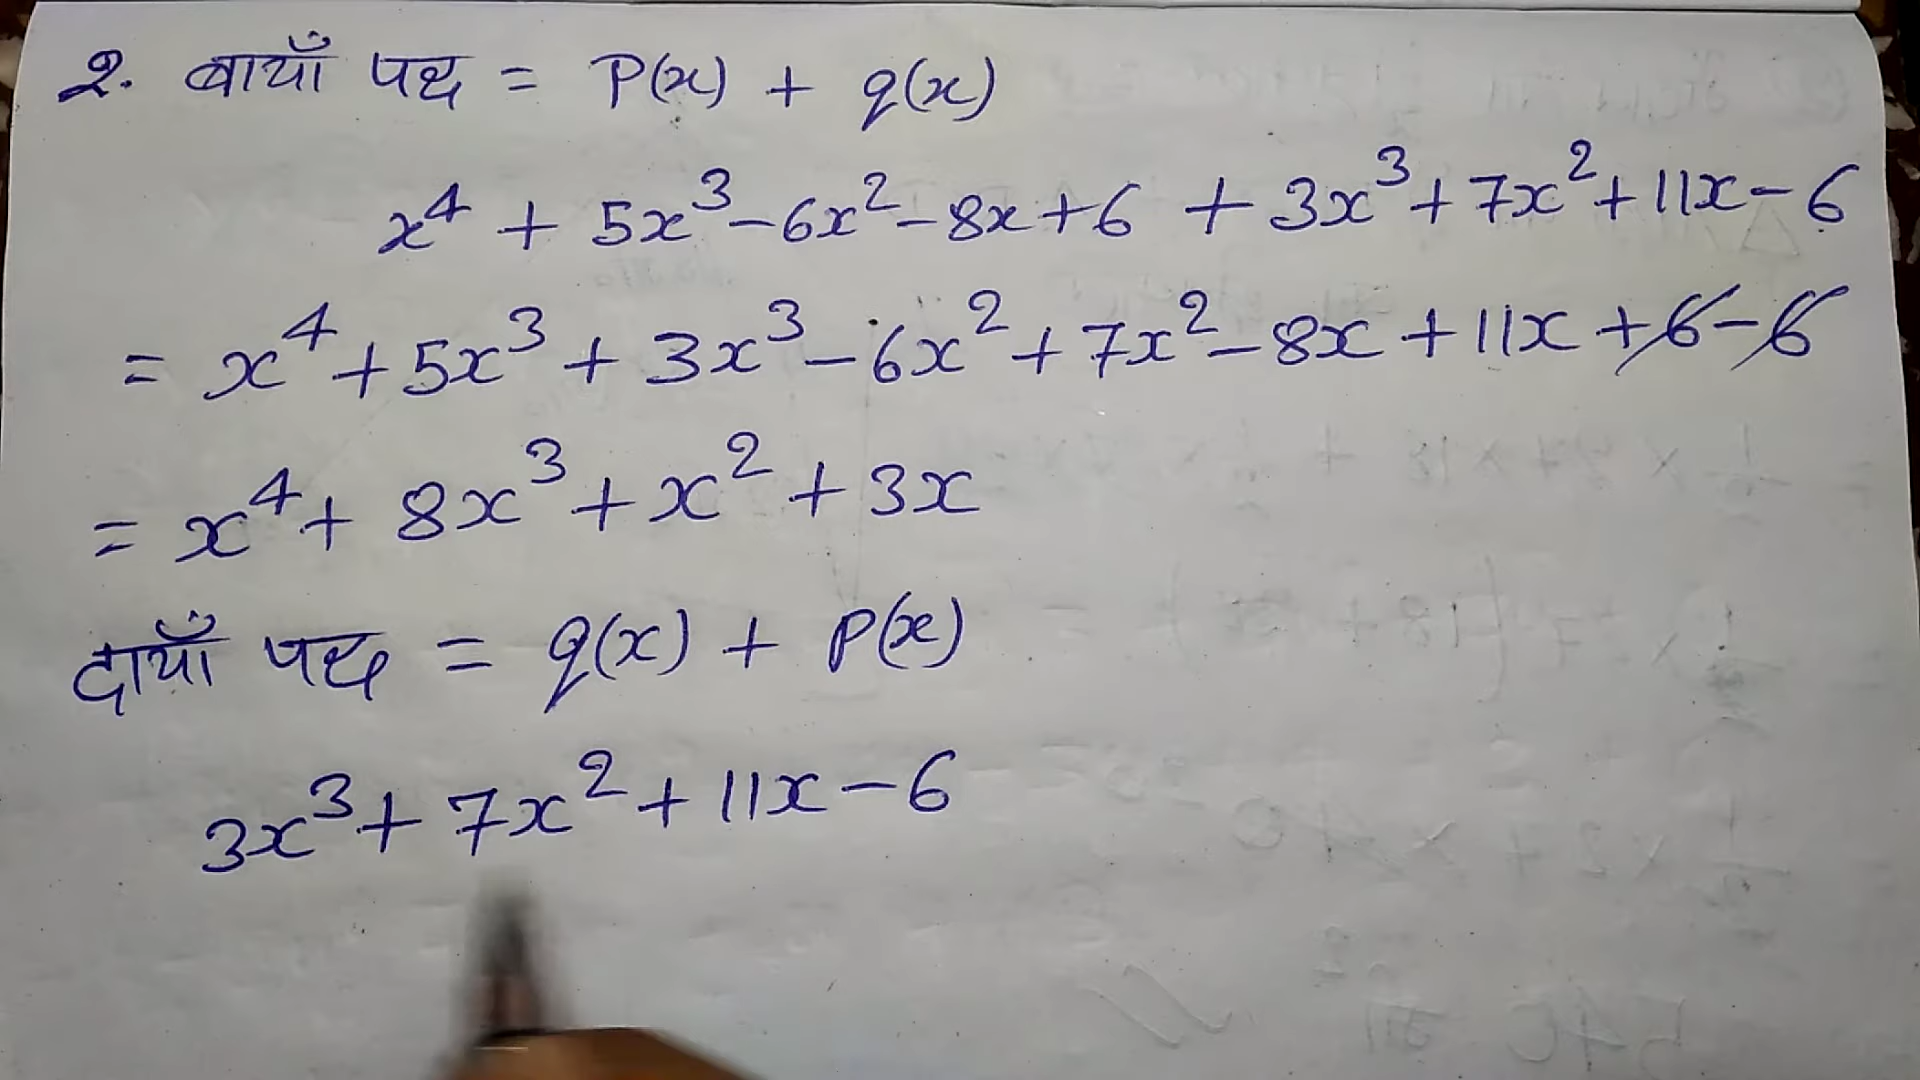 2. बायाँ पक्ष = P(x) + q(x)
x⁴ + 5x³ - 6x² - 8x + 6 + 3x³ + 7x² + 11x - 6
= x⁴ + 5x³ + 3x³ - 6x² + 7x² - 8x + 11x + 6 - 6
= x⁴ + 8x³ + x² + 3x
दायाँ पक्ष = q(x) + P(x)
3x³ + 7x² + 11x - 6